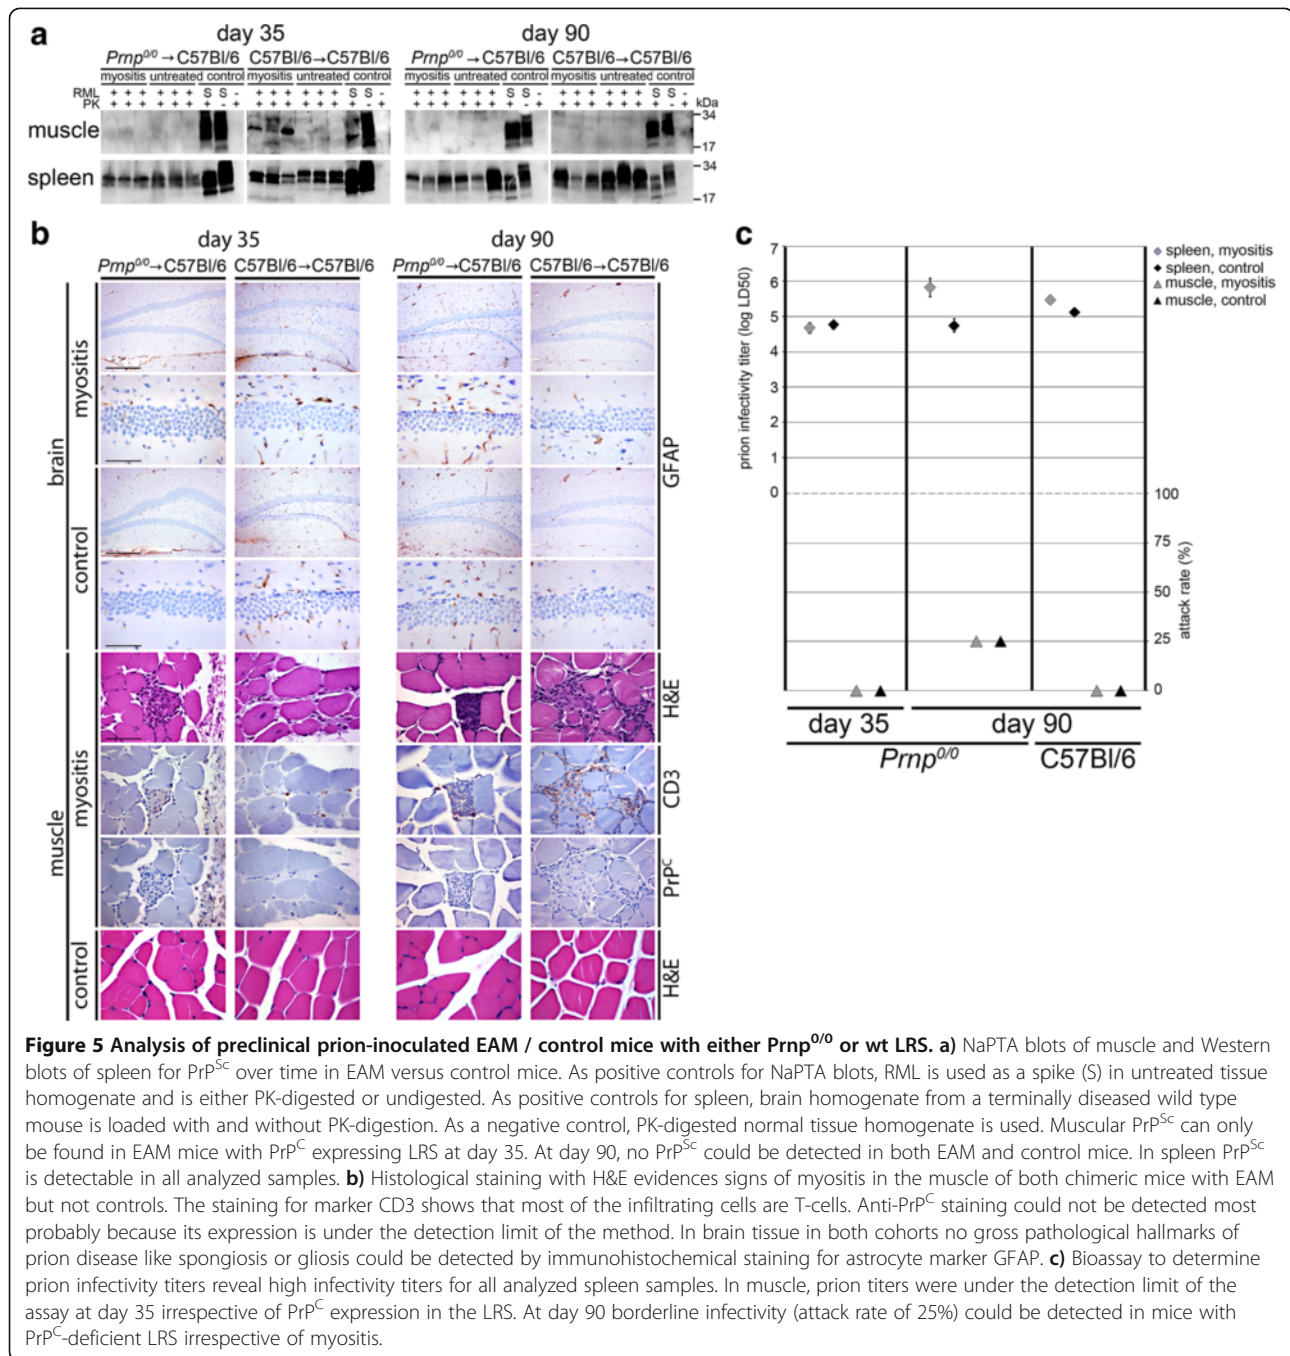 a
day 35
day 90
Prnp0/0→C57Bl/6 C57Bl/6→C57Bl/6 Prnp0/0→C57Bl/6 C57Bl/6→C57Bl/6
myositis untreated control myositis untreated control myositis untreated control myositis untreated control
RML + + + + + + S S - + + + + + + S S - + + + + + + S S - + + + + + + S S -
PK + + + + + + + - + + + + + + + + - + + + + + + + + - + + + + + + + + - + kDa
muscle
34
17
spleen
34
17
b
day 35
day 90
Prnp0/0→C57Bl/6 C57Bl/6→C57Bl/6 Prnp0/0→C57Bl/6 C57Bl/6→C57Bl/6
brain
myositis
control
GFAP
muscle
myositis
control
H&E
CD3
PrPC
H&E
c
prion infectivity titer (log LD50)
7
6
5
4
3
2
1
0
100
75
50
25
0
attack rate (%)
spleen, myositis
spleen, control
muscle, myositis
muscle, control
day 35 day 90
Prnp0/0 C57Bl/6
Figure 5 Analysis of preclinical prion-inoculated EAM / control mice with either Prnp0/0 or wt LRS. a) NaPTA blots of muscle and Western
blots of spleen for PrPSc over time in EAM versus control mice. As positive controls for NaPTA blots, RML is used as a spike (S) in untreated tissue
homogenate and is either PK-digested or undigested. As positive controls for spleen, brain homogenate from a terminally diseased wild type
mouse is loaded with and without PK-digestion. As a negative control, PK-digested normal tissue homogenate is used. Muscular PrPSc can only
be found in EAM mice with PrPC expressing LRS at day 35. At day 90, no PrPSc could be detected in both EAM and control mice. In spleen PrPSc
is detectable in all analyzed samples. b) Histological staining with H&E evidences signs of myositis in the muscle of both chimeric mice with EAM
but not controls. The staining for marker CD3 shows that most of the infiltrating cells are T-cells. Anti-PrPC staining could not be detected most
probably because its expression is under the detection limit of the method. In brain tissue in both cohorts no gross pathological hallmarks of
prion disease like spongiosis or gliosis could be detected by immunohistochemical staining for astrocyte marker GFAP. c) Bioassay to determine
prion infectivity titers reveal high infectivity titers for all analyzed spleen samples. In muscle, prion titers were under the detection limit of the
assay at day 35 irrespective of PrPC expression in the LRS. At day 90 borderline infectivity (attack rate of 25%) could be detected in mice with
PrPC-deficient LRS irrespective of myositis.